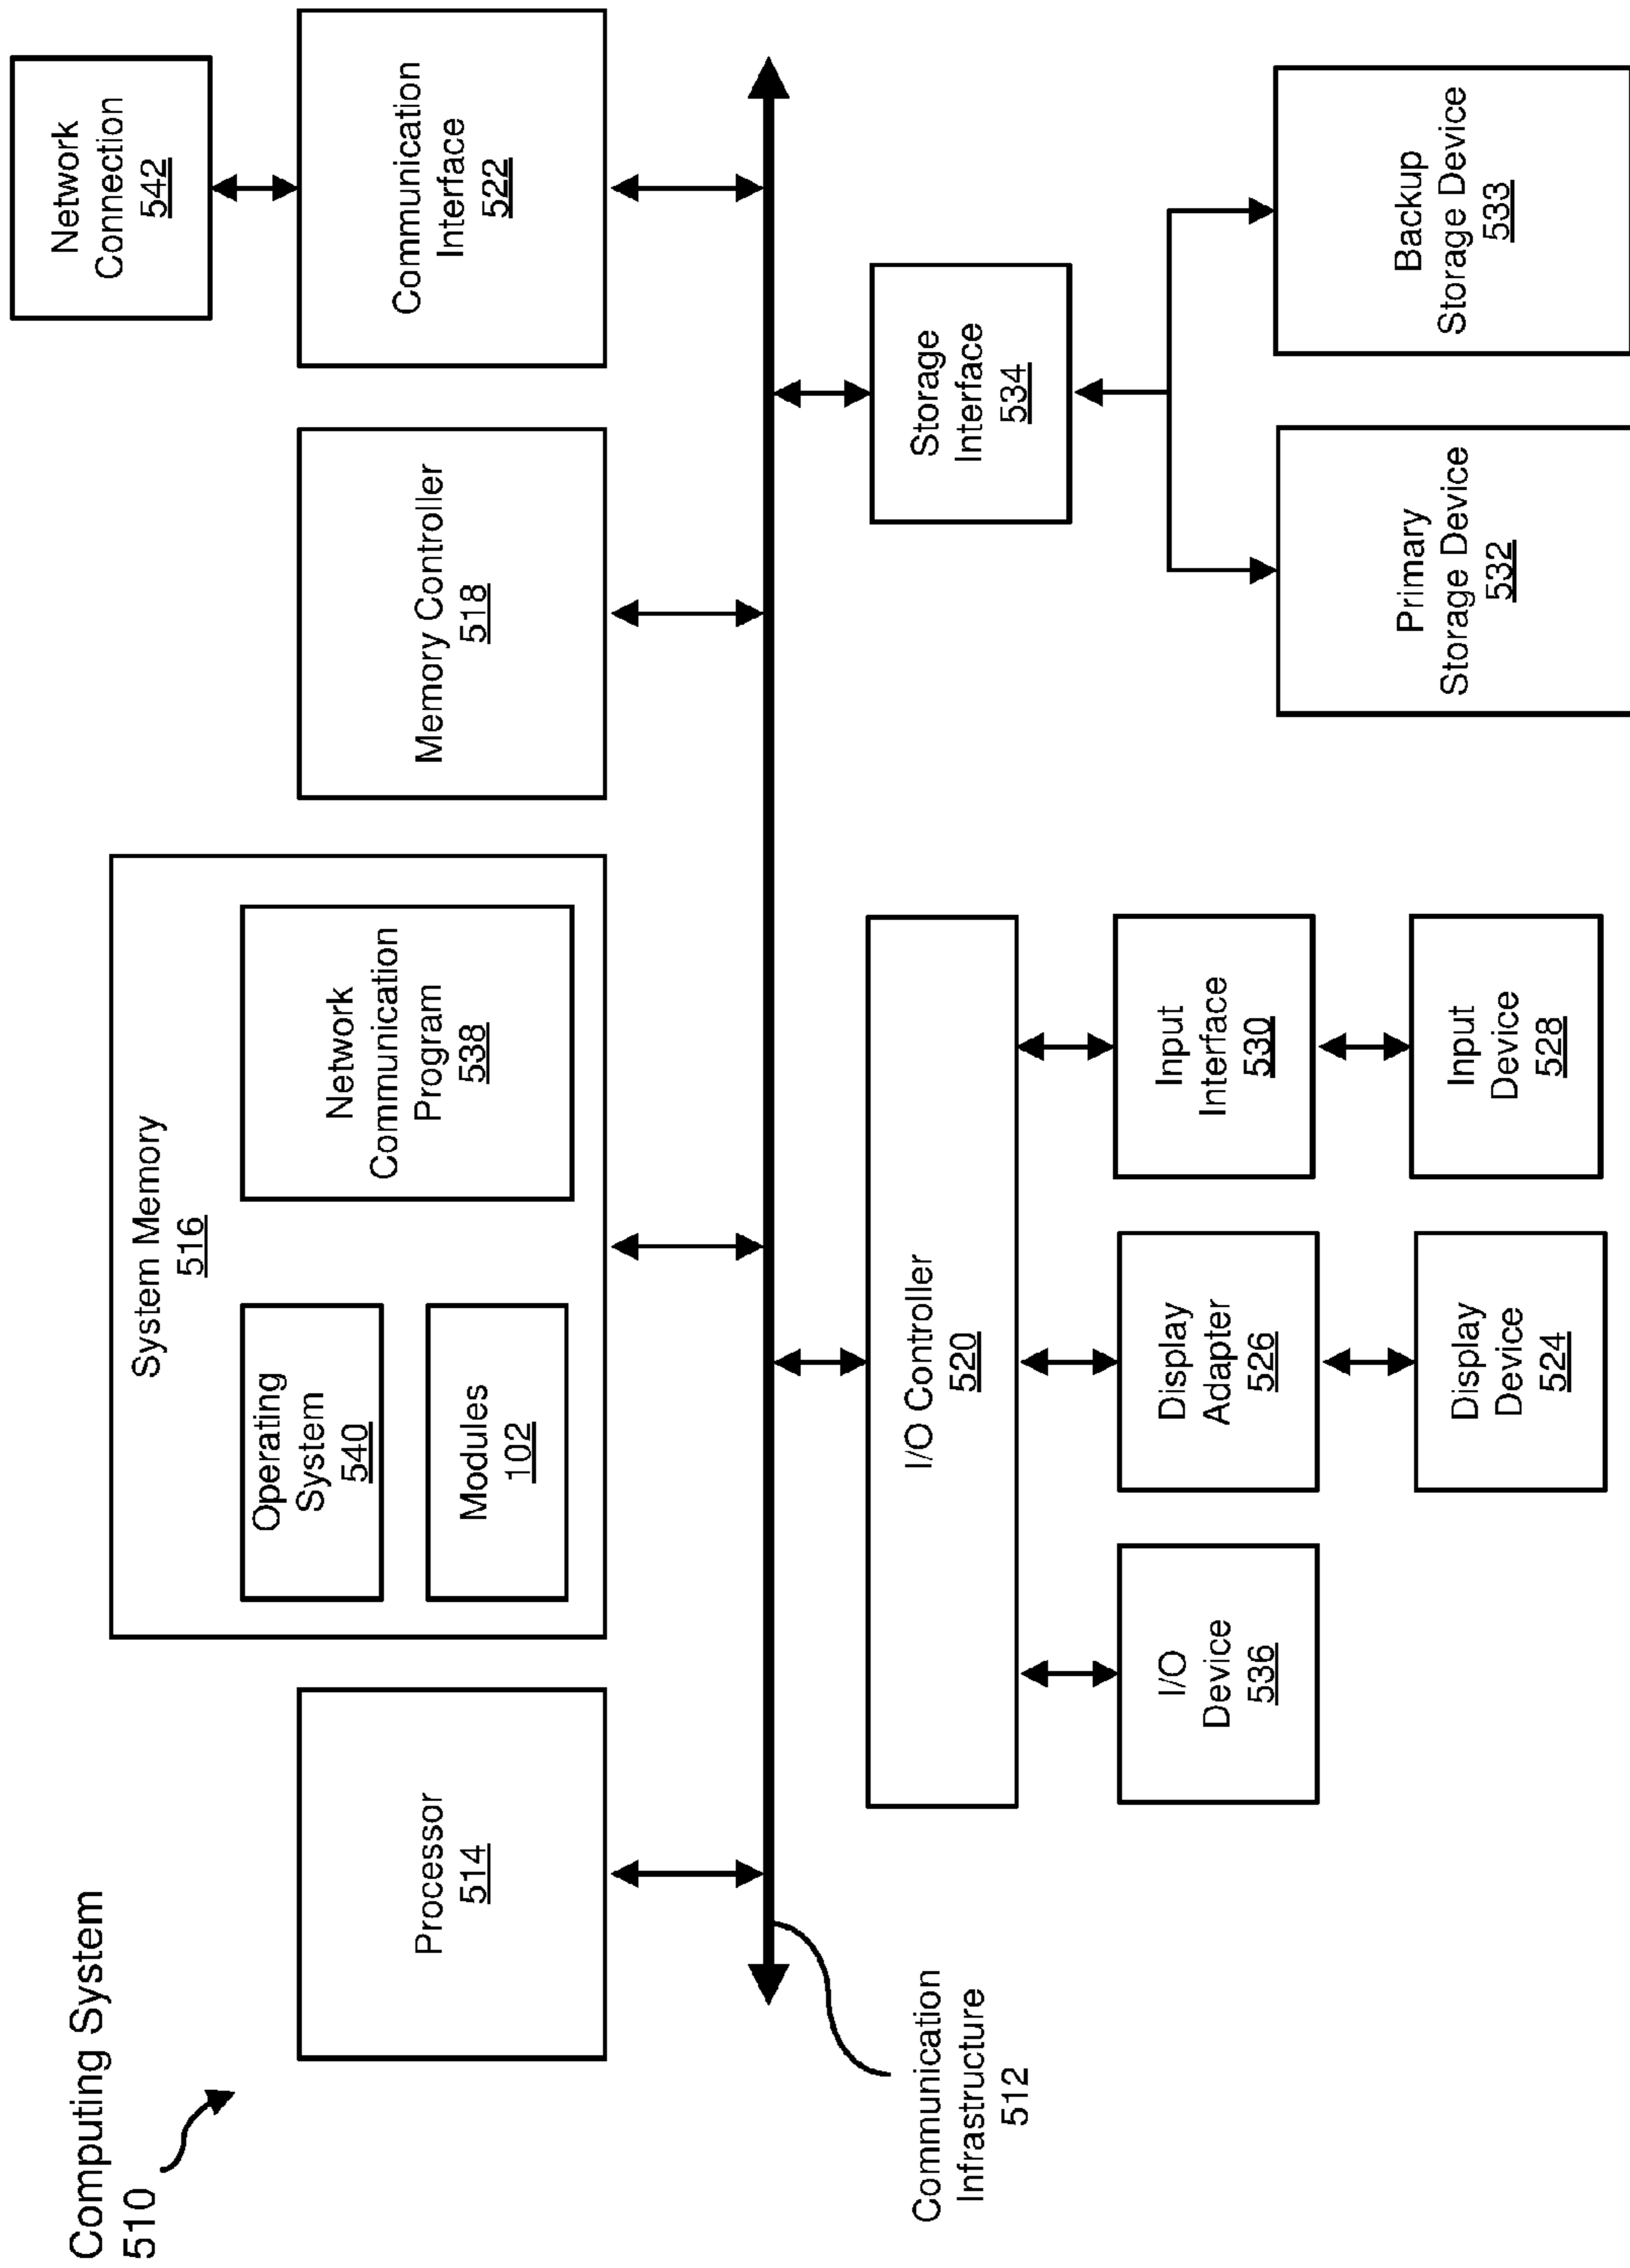 Computing System
510
Processor
514
System Memory
516
Operating
System
540
Modules
102
Network
Communication
Program
538
Memory Controller
518
Network
Connection
542
Communication
Interface
522
Communication
Infrastructure
512
I/O Controller
520
I/O
Device
536
Display
Adapter
526
Input
Interface
530
Display
Device
524
Input
Device
528
Storage
Interface
534
Primary
Storage Device
532
Backup
Storage Device
533